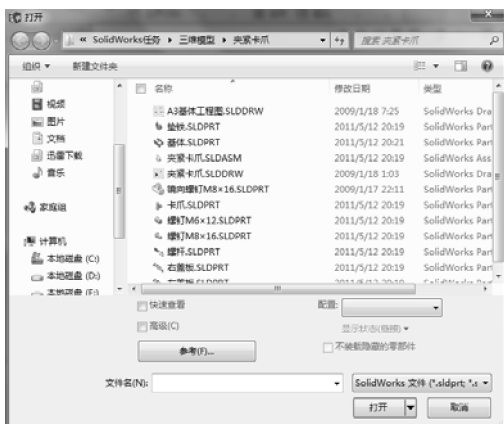 打开
« SolidWorks任务 ▸ 三维模型 ▸ 夹紧卡爪
搜索 夹紧卡爪
组织 ▾ 新建文件夹
名称 修改日期 类型
视频
图片
文档
迅雷下载
音乐
家庭组
计算机
本地磁盘 (C:)
本地磁盘 (D:)
本地磁盘 (E:)
A3基体工程图.SLDDRW 2009/1/18 7:25 SolidWorks Dra
垫铁.SLDPRT 2011/5/12 20:19 SolidWorks Part
基体.SLDPRT 2011/5/12 20:21 SolidWorks Part
夹紧卡爪.SLDASM 2011/5/12 20:19 SolidWorks Ass
夹紧卡爪.SLDDRW 2009/1/18 1:03 SolidWorks Dra
镜向螺钉M8×16.SLDPRT 2009/1/17 22:11 SolidWorks Part
卡爪.SLDPRT 2011/5/12 20:19 SolidWorks Part
螺钉M6×12.SLDPRT 2011/5/12 20:19 SolidWorks Part
螺钉M8×16.SLDPRT 2011/5/12 20:19 SolidWorks Part
螺杆.SLDPRT 2011/5/12 20:19 SolidWorks Part
右盖板.SLDPRT 2011/5/12 20:19 SolidWorks Part
快速查看 配置:
高级(C) 显示状态(链接) ▾
参考(F)... 不装载隐藏的零部件
文件名(N): SolidWorks 文件 (*.sldprt; *.s
打开 取消